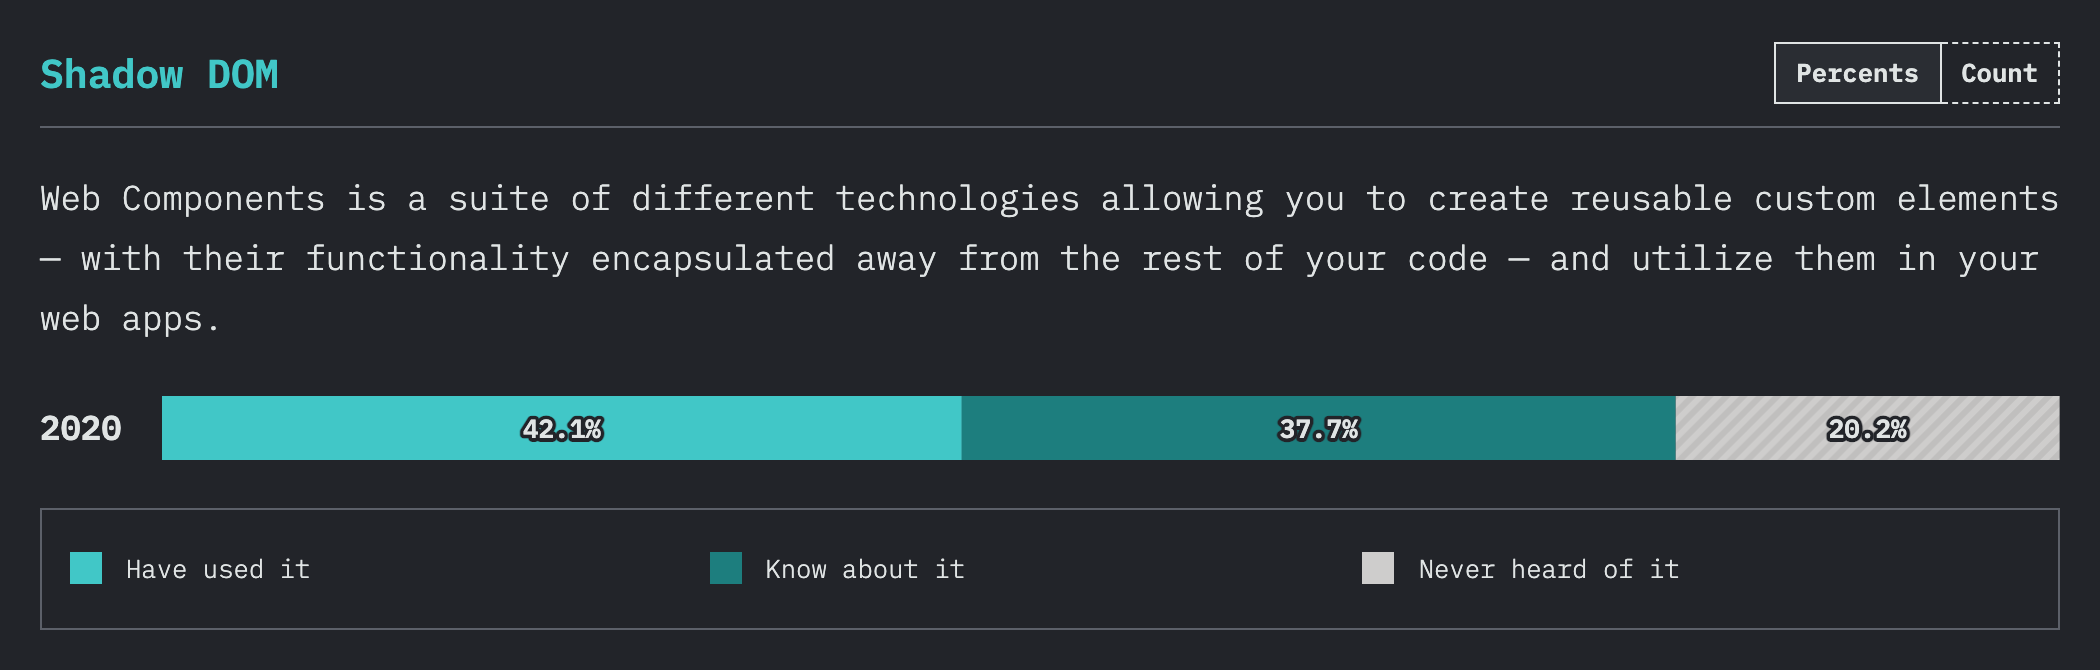 Shadow DOM
Percents
Count
Web Components is a suite of different technologies allowing you to create reusable custom elements
— with their functionality encapsulated away from the rest of your code — and utilize them in your
web apps.
2020
42.1%
37.7%
20.2%
Have used it
Know about it
Never heard of it